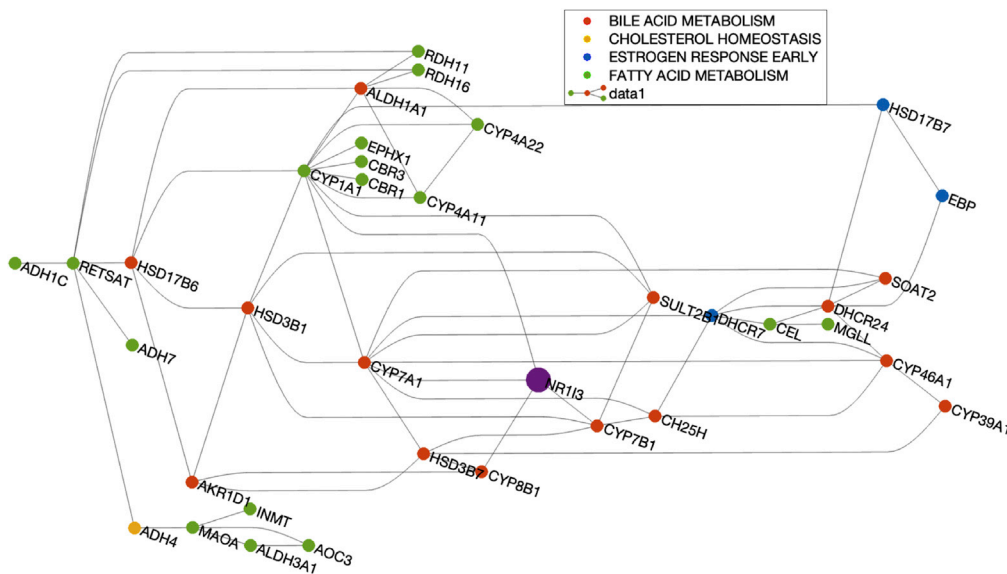 BILE ACID METABOLISM
CHOLESTEROL HOMEOSTASIS
ESTROGEN RESPONSE EARLY
FATTY ACID METABOLISM
data1
RDH11
RDH16
ALDH1A1
HSD17B7
CYP4A22
EPHX1
CBR3
CYP1A1
CBR1
CYP4A11
EBP
ADH1C
RETSAT
HSD17B6
HSD3B1
SULT2B1
DHCR7
SOAT2
DHCR24
CEL
MGLL
ADH7
CYP7A1
NR1I3
CYP46A1
CYP39A1
CH25H
CYP7B1
HSD3B7
CYP8B1
AKR1D1
INMT
ADH4
MAOA
ALDH3A1
AOC3